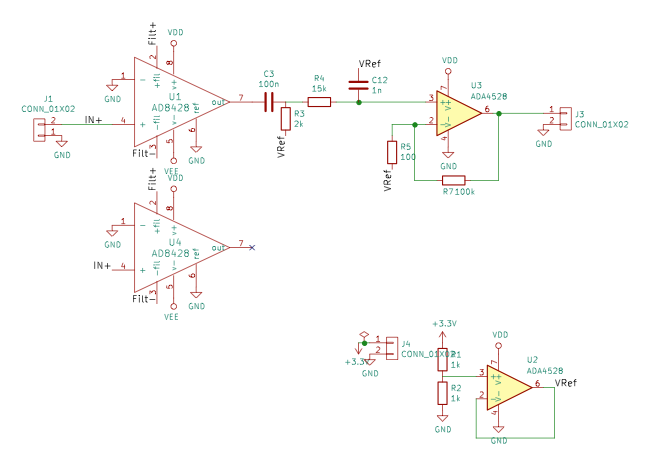 Filt+
VDD
2
8
1
-
+fil
v+
GND
U1
AD8428
out
7
J1
CONN_01X02
2
1
GND
IN+
4
+
-fil
v-
ref
3
5
6
Filt-
GND
VEE
C3
100n
R3
2k
VRef
R4
15k
VRef
C12
1n
VDD
U3
ADA4528
7
3
+
V+
2
-
V-
6
4
GND
R5
100
VRef
R7 100k
J3
CONN_01X02
1
2
GND
Filt+
VDD
2
8
1
-
+fil
v+
GND
U4
AD8428
out
7
IN+
4
+
-fil
v-
ref
3
5
6
Filt-
GND
VEE
J4
CONN_01X02
1
2
+3.3V
GND
+3.3V
R1
1k
R2
1k
GND
VDD
U2
ADA4528
7
3
+
V+
2
-
V-
6
VRef
4
GND